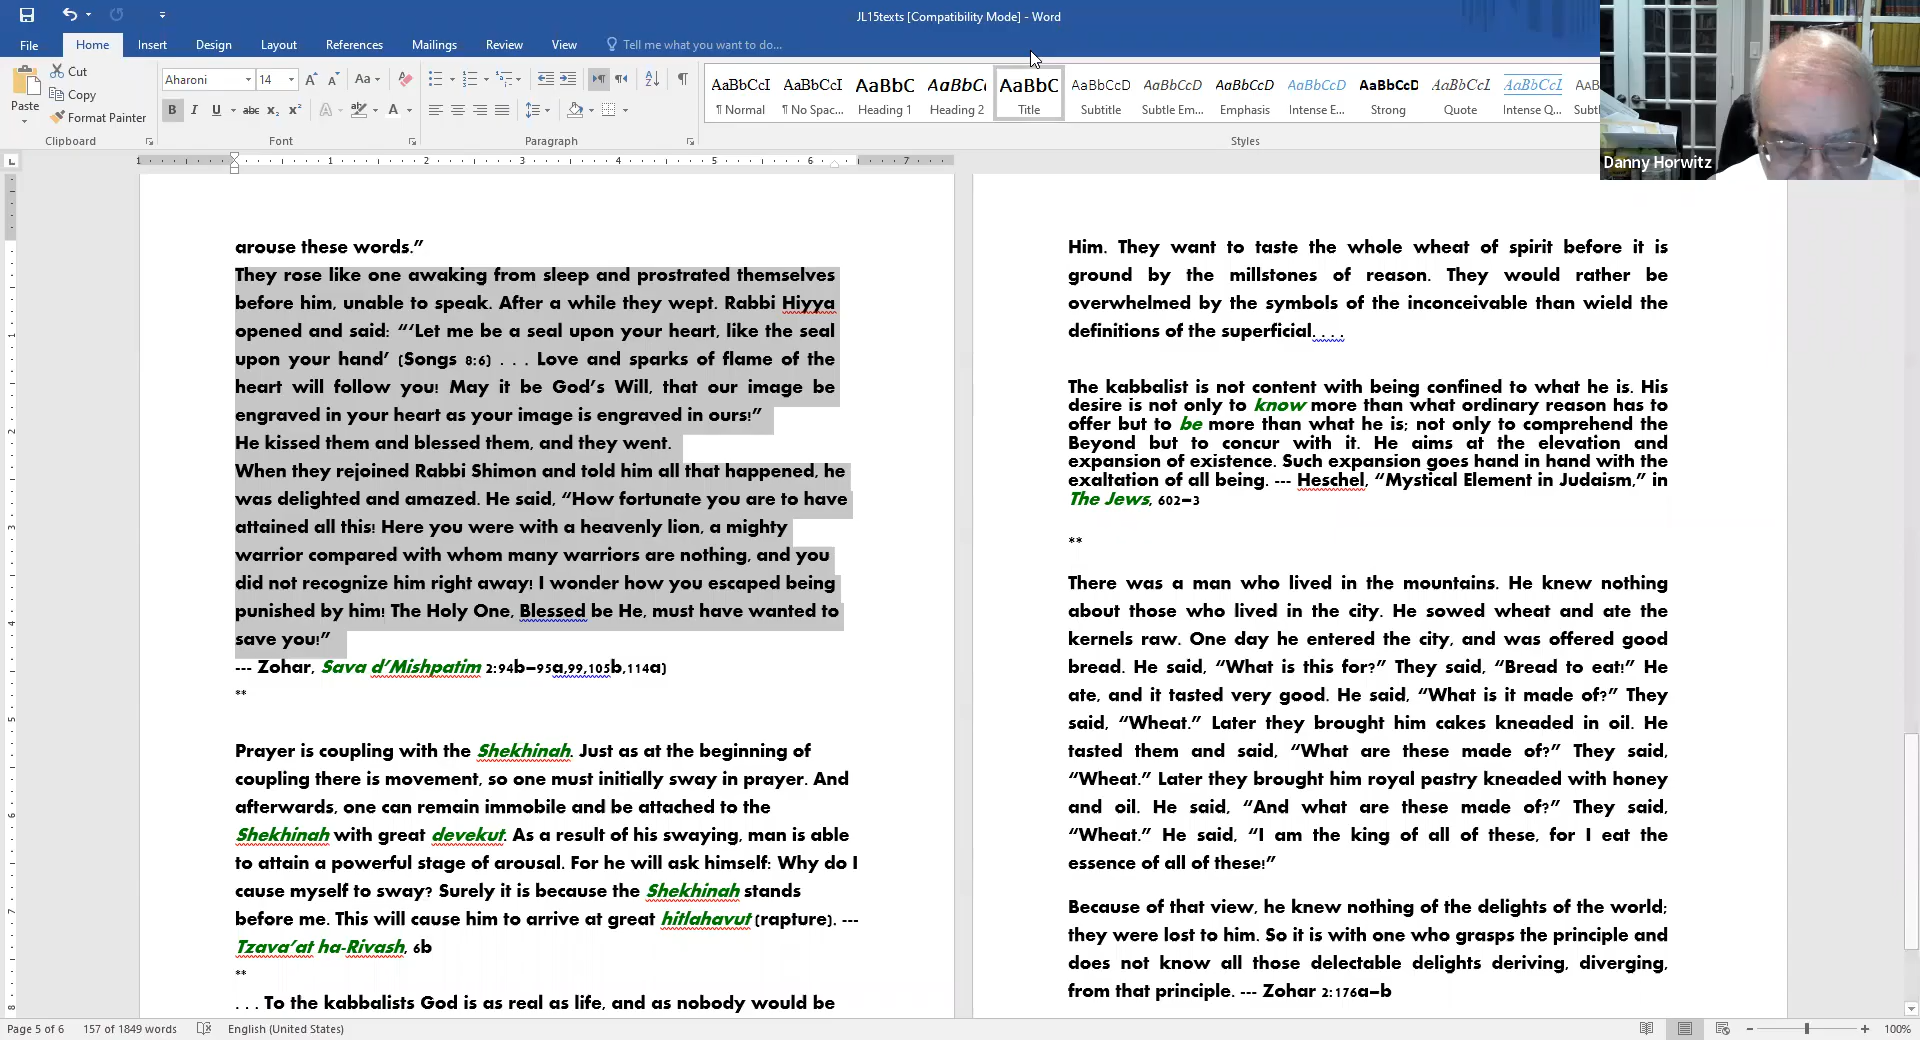 JL15texts [Compatibility Mode] - Word
File Home Insert Design Layout References Mailings Review View Tell me what you want to do...
Paste Cut Copy Format Painter
Clipboard
Aharoni 14
Font
Paragraph
AaBbCcI AaBbCcI AaBbC AaBbC AaBbC AaBbCcD AaBbCcD AaBbCcD AaBbCcD AaBbCcD AaBbCcI AaBbCcI AAB
¶ Normal ¶ No Spac... Heading 1 Heading 2 Title Subtitle Subtle Em... Emphasis Intense E... Strong Quote Intense Q... Subt
Styles
Danny Horwitz
arouse these words.”
They rose like one awaking from sleep and prostrated themselves
before him, unable to speak. After a while they wept. Rabbi Hiyya
opened and said: “‘Let me be a seal upon your heart, like the seal
upon your hand’ (Songs 8:6) . . . Love and sparks of flame of the
heart will follow you! May it be God’s Will, that our image be
engraved in your heart as your image is engraved in ours!”
He kissed them and blessed them, and they went.
When they rejoined Rabbi Shimon and told him all that happened, he
was delighted and amazed. He said, “How fortunate you are to have
attained all this! Here you were with a heavenly lion, a mighty
warrior compared with whom many warriors are nothing, and you
did not recognize him right away! I wonder how you escaped being
punished by him! The Holy One, Blessed be He, must have wanted to
save you!”
--- Zohar, Sava d’Mishpatim 2:94b–95a,99,105b,114a)
**
Prayer is coupling with the Shekhinah. Just as at the beginning of
coupling there is movement, so one must initially sway in prayer. And
afterwards, one can remain immobile and be attached to the
Shekhinah with great devekut. As a result of his swaying, man is able
to attain a powerful stage of arousal. For he will ask himself: Why do I
cause myself to sway? Surely it is because the Shekhinah stands
before me. This will cause him to arrive at great hitlahavut (rapture). ---
Tzava’at ha-Rivash, 6b
**
. . . To the kabbalists God is as real as life, and as nobody would be
Him. They want to taste the whole wheat of spirit before it is
ground by the millstones of reason. They would rather be
overwhelmed by the symbols of the inconceivable than wield the
definitions of the superficial. . . .
The kabbalist is not content with being confined to what he is. His
desire is not only to know more than what ordinary reason has to
offer but to be more than what he is; not only to comprehend the
Beyond but to concur with it. He aims at the elevation and
expansion of existence. Such expansion goes hand in hand with the
exaltation of all being. --- Heschel, “Mystical Element in Judaism,” in
The Jews, 602–3
**
There was a man who lived in the mountains. He knew nothing
about those who lived in the city. He sowed wheat and ate the
kernels raw. One day he entered the city, and was offered good
bread. He said, “What is this for?” They said, “Bread to eat!” He
ate, and it tasted very good. He said, “What is it made of?” They
said, “Wheat.” Later they brought him cakes kneaded in oil. He
tasted them and said, “What are these made of?” They said,
“Wheat.” Later they brought him royal pastry kneaded with honey
and oil. He said, “And what are these made of?” They said,
“Wheat.” He said, “I am the king of all of these, for I eat the
essence of all of these!”
Because of that view, he knew nothing of the delights of the world;
they were lost to him. So it is with one who grasps the principle and
does not know all those delectable delights deriving, diverging,
from that principle. --- Zohar 2:176a–b
Page 5 of 6 157 of 1849 words English (United States) 100%